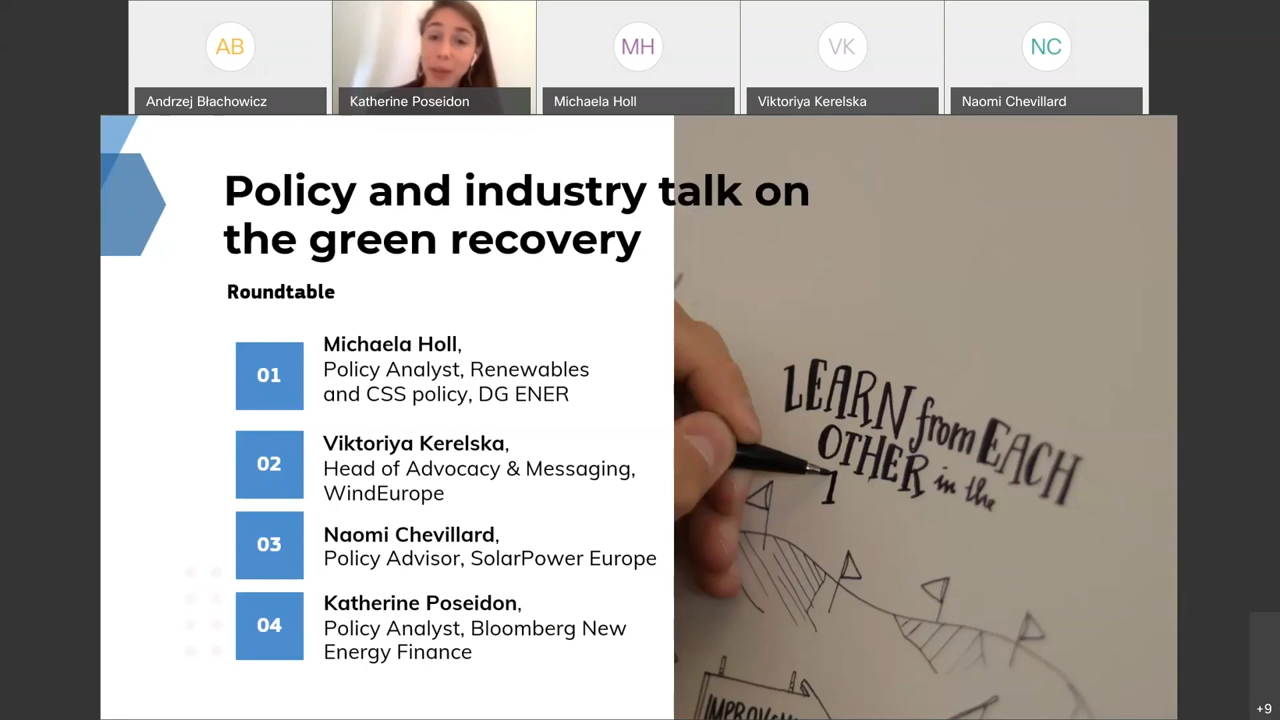 AB
MH
VK
NC
Andrzej Błachowicz
Katherine Poseidon
Michaela Holl
Viktoriya Kerelska
Naomi Chevillard
Policy and industry talk on
the green recovery
Roundtable
01
Michaela Holl,
Policy Analyst, Renewables
and CSS policy, DG ENER
02
Viktoriya Kerelska,
Head of Advocacy & Messaging,
WindEurope
03
Naomi Chevillard,
Policy Advisor, SolarPower Europe
04
Katherine Poseidon,
Policy Analyst, Bloomberg New
Energy Finance
LEARN from EACH
OTHER in the
+9